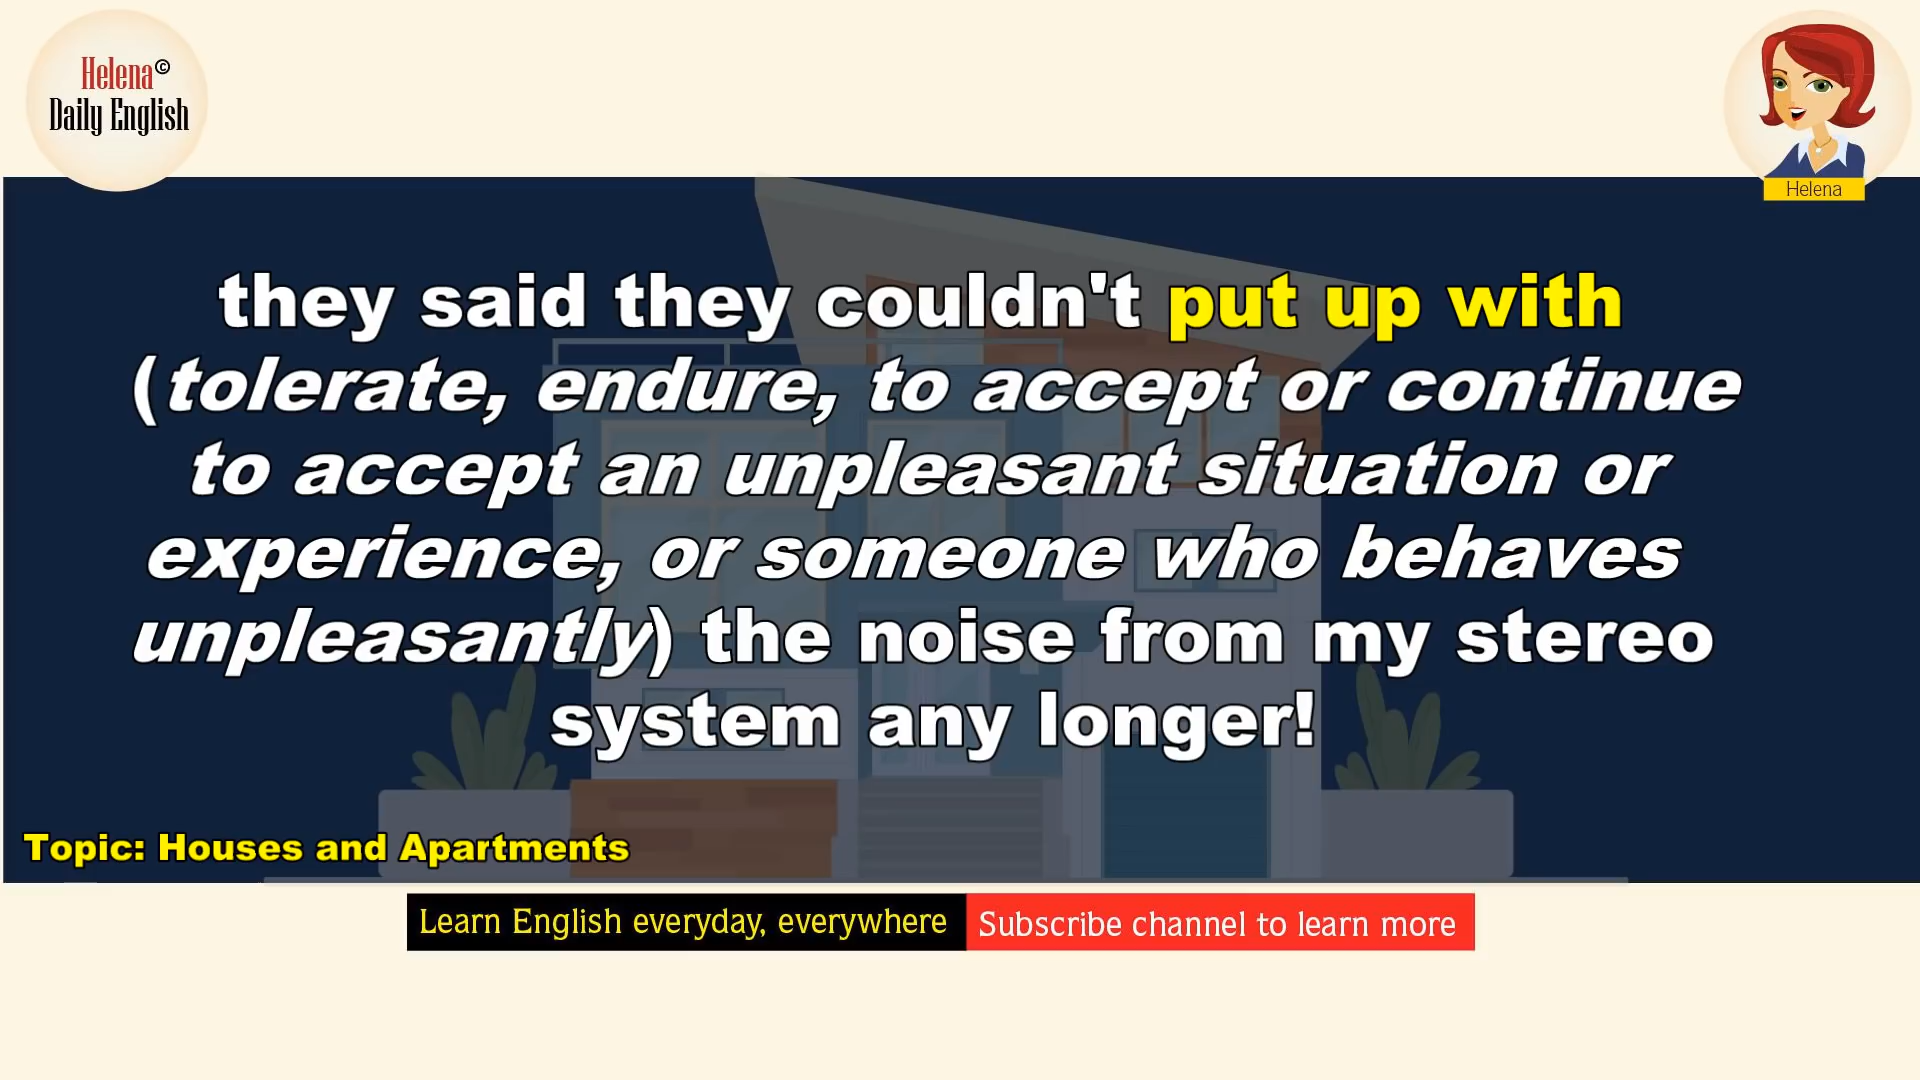 Helena©
Daily English
Helena
they said they couldn't put up with
(tolerate, endure, to accept or continue
to accept an unpleasant situation or
experience, or someone who behaves
unpleasantly) the noise from my stereo
system any longer!
Topic: Houses and Apartments
Learn English everyday, everywhere
Subscribe channel to learn more